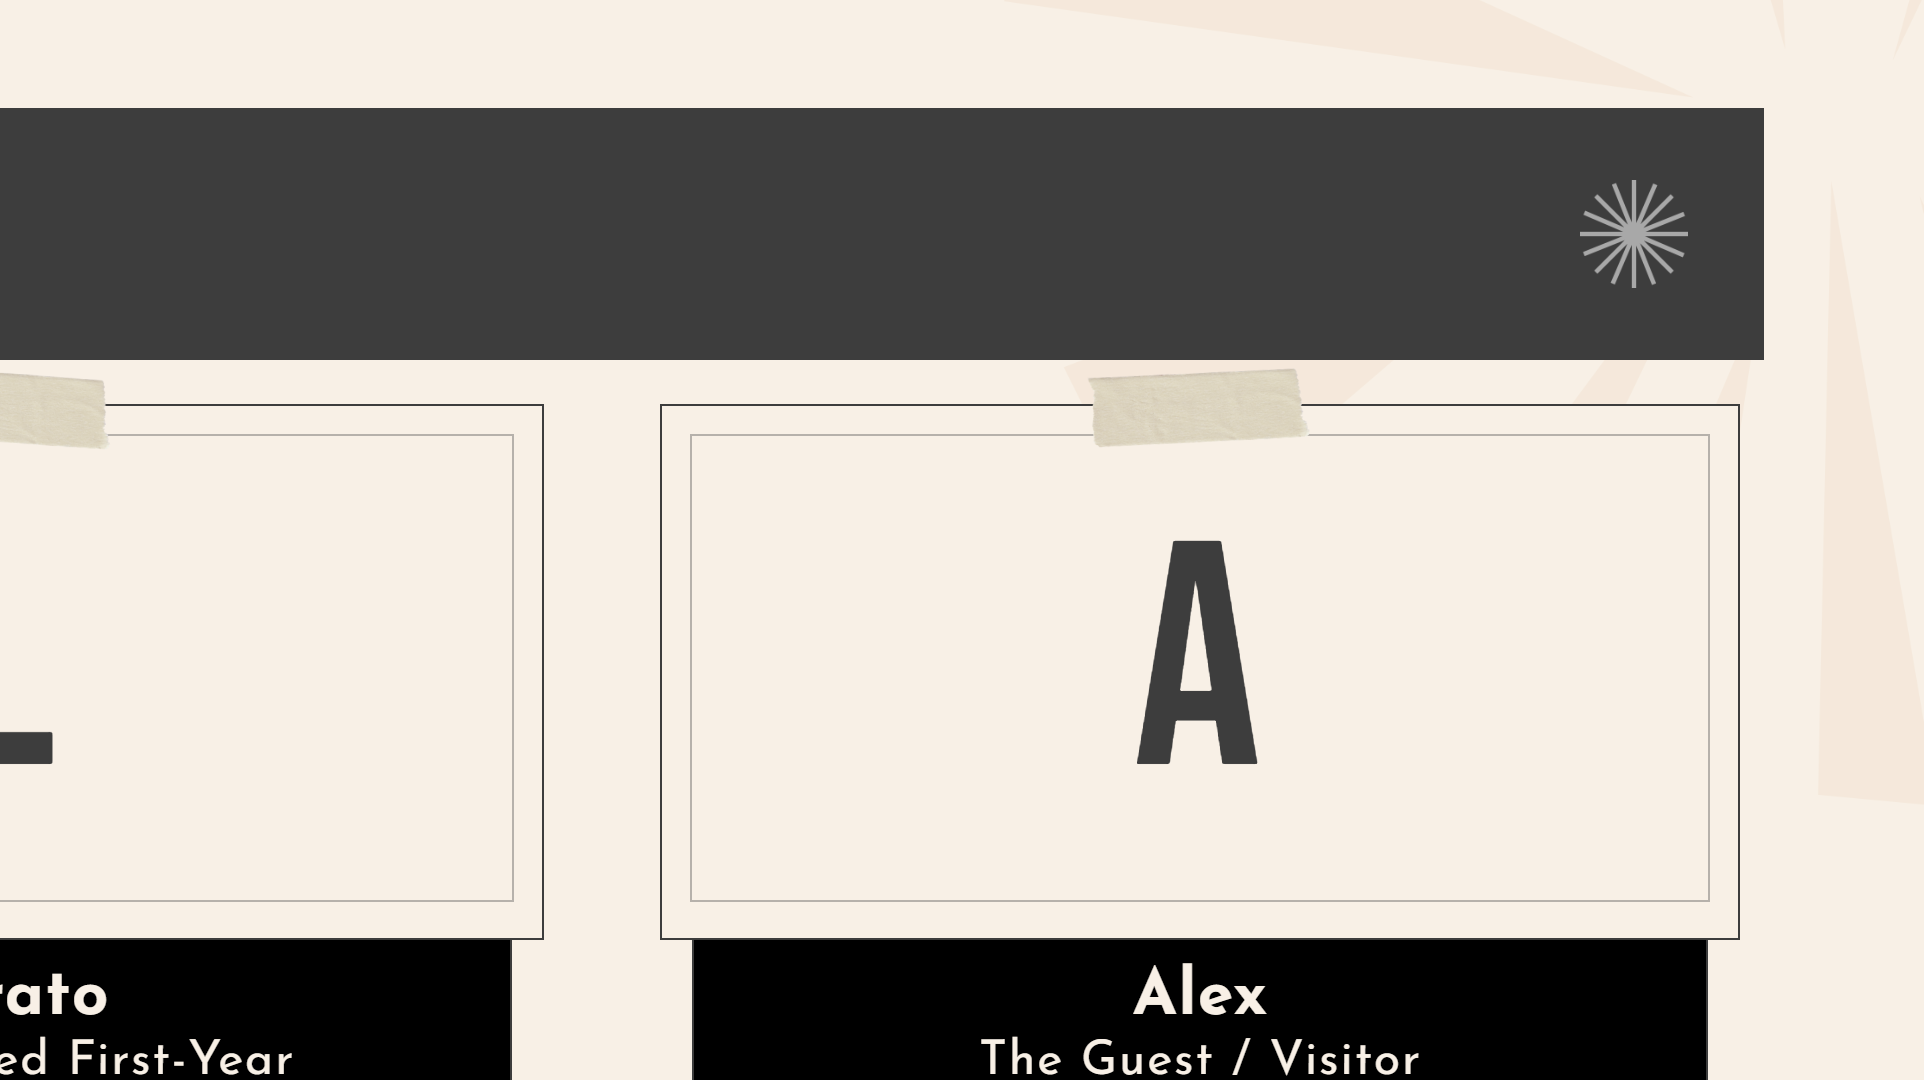 A
rato
ed First-Year
Alex
The Guest / Visitor